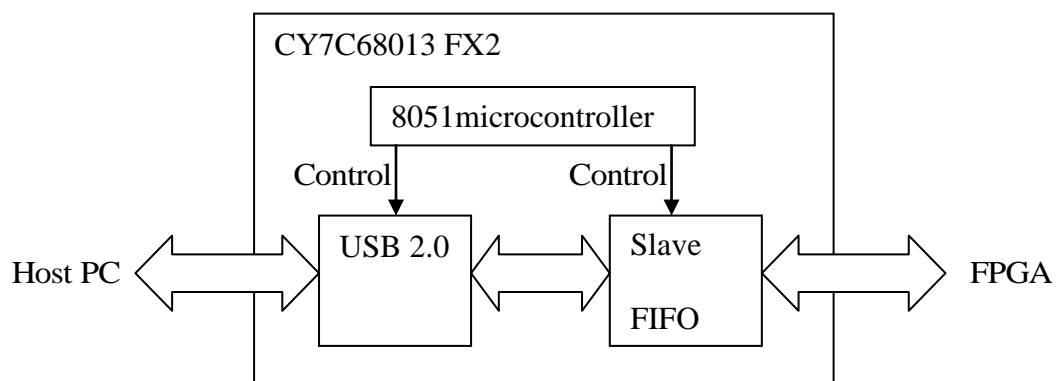 CY7C68013 FX2
8051microcontroller
Control
Control
USB 2.0
Slave
FIFO
Host PC
FPGA